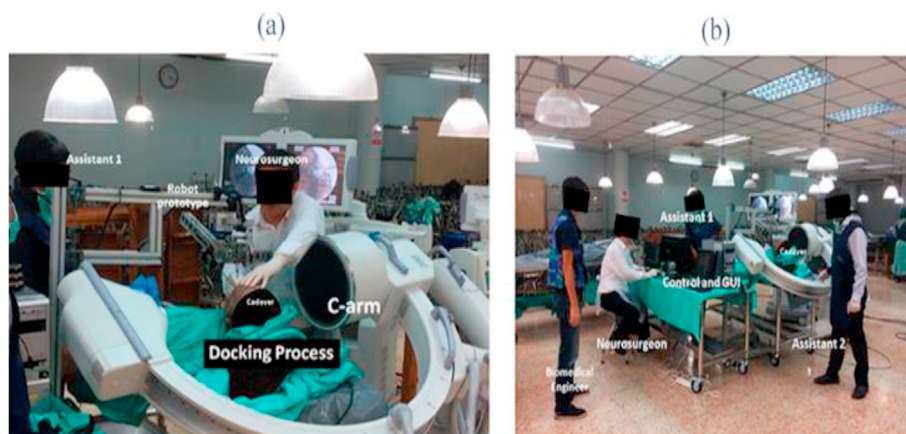 (a)
(b)
Assistant 1
Neurosurgeon
Robot
prototype
Cadaver
C-arm
Docking Process
Assistant 1
Cadaver
Control and GUI
Neurosurgeon
Assistant 2
Biomedical
Engineer